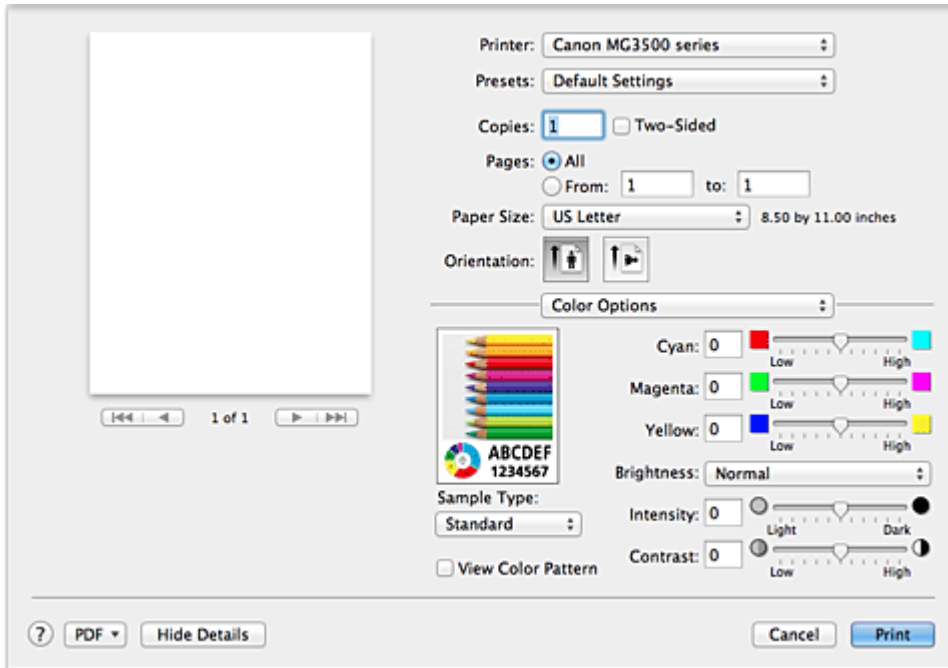 Printer: Canon MG3500 series
Presets: Default Settings
Copies: 1 Two-Sided
Pages: All
From: 1 to: 1
Paper Size: US Letter 8.50 by 11.00 inches
Orientation:
Color Options
1 of 1
ABCDEF
1234567
Sample Type:
Standard
View Color Pattern
Cyan: 0
Low High
Magenta: 0
Low High
Yellow: 0
Low High
Brightness: Normal
Intensity: 0
Light Dark
Contrast: 0
Low High
? PDF Hide Details Cancel Print